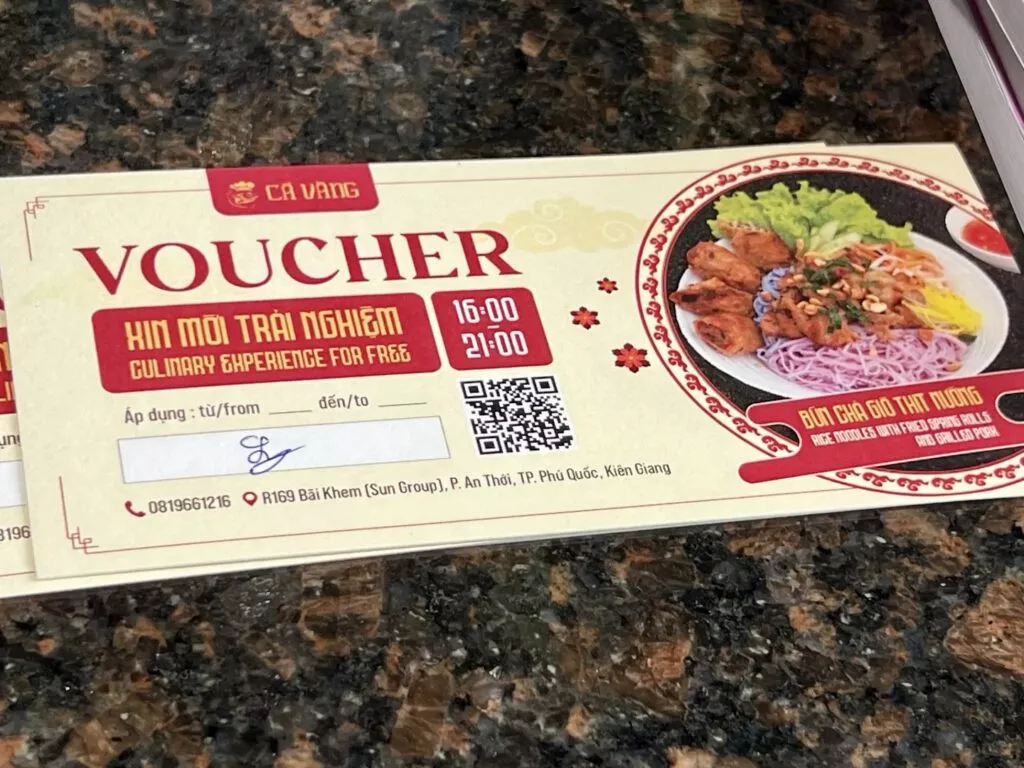 CÁ VÀNG
VOUCHER
XIN MỜI TRẢI NGHIỆM
CULINARY EXPERIENCE FOR FREE
16:00
-
21:00
Áp dụng : từ/from ____ đến/to ____
0819661216 R169 Bãi Khem (Sun Group), P. An Thới, TP. Phú Quốc, Kiên Giang
BÚN CHẢ GIÒ THỊT NƯỚNG
RICE NOODLES WITH FRIED SPRING ROLLS
AND GRILLED PORK